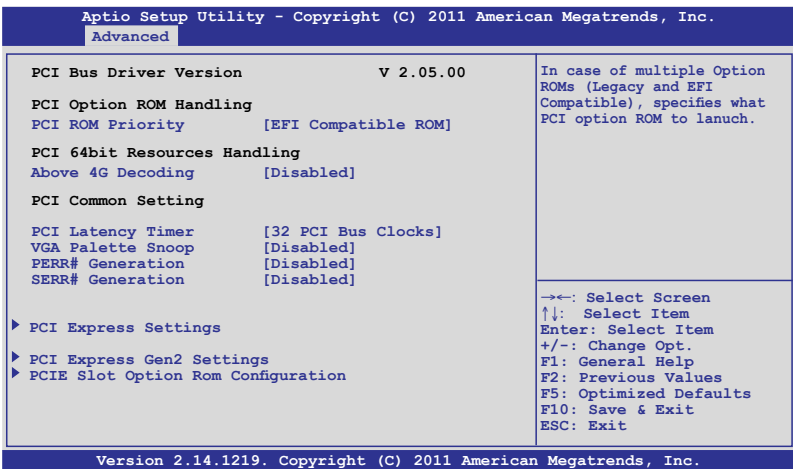 Aptio Setup Utility - Copyright (C) 2011 American Megatrends, Inc.
Advanced
PCI Bus Driver Version V 2.05.00
PCI Option ROM Handling
PCI ROM Priority [EFI Compatible ROM]
PCI 64bit Resources Handling
Above 4G Decoding [Disabled]
PCI Common Setting
PCI Latency Timer [32 PCI Bus Clocks]
VGA Palette Snoop [Disabled]
PERR# Generation [Disabled]
SERR# Generation [Disabled]
PCI Express Settings
PCI Express Gen2 Settings
PCIE Slot Option Rom Configuration
In case of multiple Option
ROMs (Legacy and EFI
Compatible), specifies what
PCI option ROM to lanuch.
→←: Select Screen
↑↓: Select Item
Enter: Select Item
+/-: Change Opt.
F1: General Help
F2: Previous Values
F5: Optimized Defaults
F10: Save & Exit
ESC: Exit
Version 2.14.1219. Copyright (C) 2011 American Megatrends, Inc.